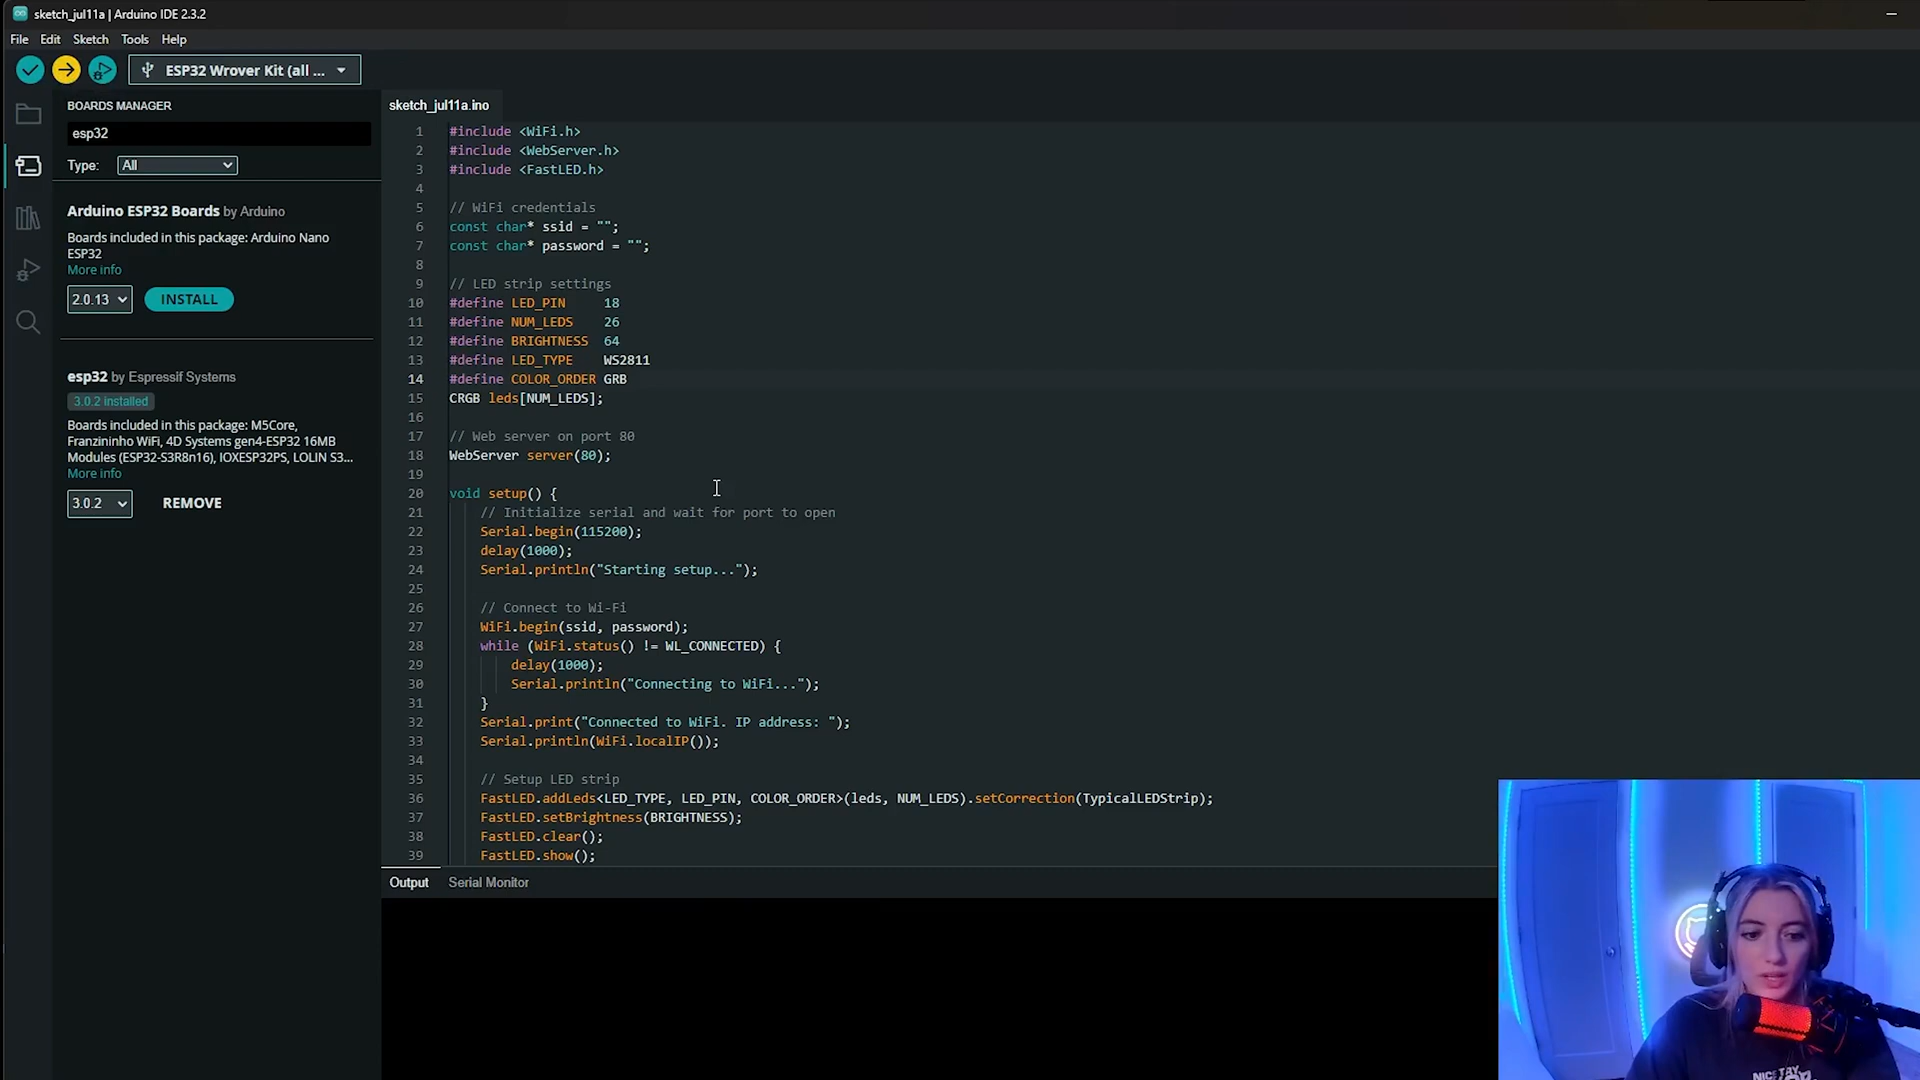 sketch_jul11a | Arduino IDE 2.3.2
File Edit Sketch Tools Help
ESP32 Wrover Kit (all ...
BOARDS MANAGER
esp32
Type: All
Arduino ESP32 Boards by Arduino
Boards included in this package: Arduino Nano
ESP32
More info
2.0.13 INSTALL
esp32 by Espressif Systems
3.0.2 installed
Boards included in this package: M5Core,
Franzininho WiFi, 4D Systems gen4-ESP32 16MB
Modules (ESP32-S3R8n16), IOXESP32PS, LOLIN S3...
More info
3.0.2 REMOVE
sketch_jul11a.ino
1 #include <WiFi.h>
2 #include <WebServer.h>
3 #include <FastLED.h>
4
5 // WiFi credentials
6 const char* ssid = "";
7 const char* password = "";
8
9 // LED strip settings
10 #define LED_PIN 18
11 #define NUM_LEDS 26
12 #define BRIGHTNESS 64
13 #define LED_TYPE WS2811
14 #define COLOR_ORDER GRB
15 CRGB leds[NUM_LEDS];
16
17 // Web server on port 80
18 WebServer server(80);
19
20 void setup() {
21 // Initialize serial and wait for port to open
22 Serial.begin(115200);
23 delay(1000);
24 Serial.println("Starting setup...");
25
26 // Connect to Wi-Fi
27 WiFi.begin(ssid, password);
28 while (WiFi.status() != WL_CONNECTED) {
29 delay(1000);
30 Serial.println("Connecting to WiFi...");
31 }
32 Serial.print("Connected to WiFi. IP address: ");
33 Serial.println(WiFi.localIP());
34
35 // Setup LED strip
36 FastLED.addLeds<LED_TYPE, LED_PIN, COLOR_ORDER>(leds, NUM_LEDS).setCorrection(TypicalLEDStrip);
37 FastLED.setBrightness(BRIGHTNESS);
38 FastLED.clear();
39 FastLED.show();
Output Serial Monitor
NICE TRY